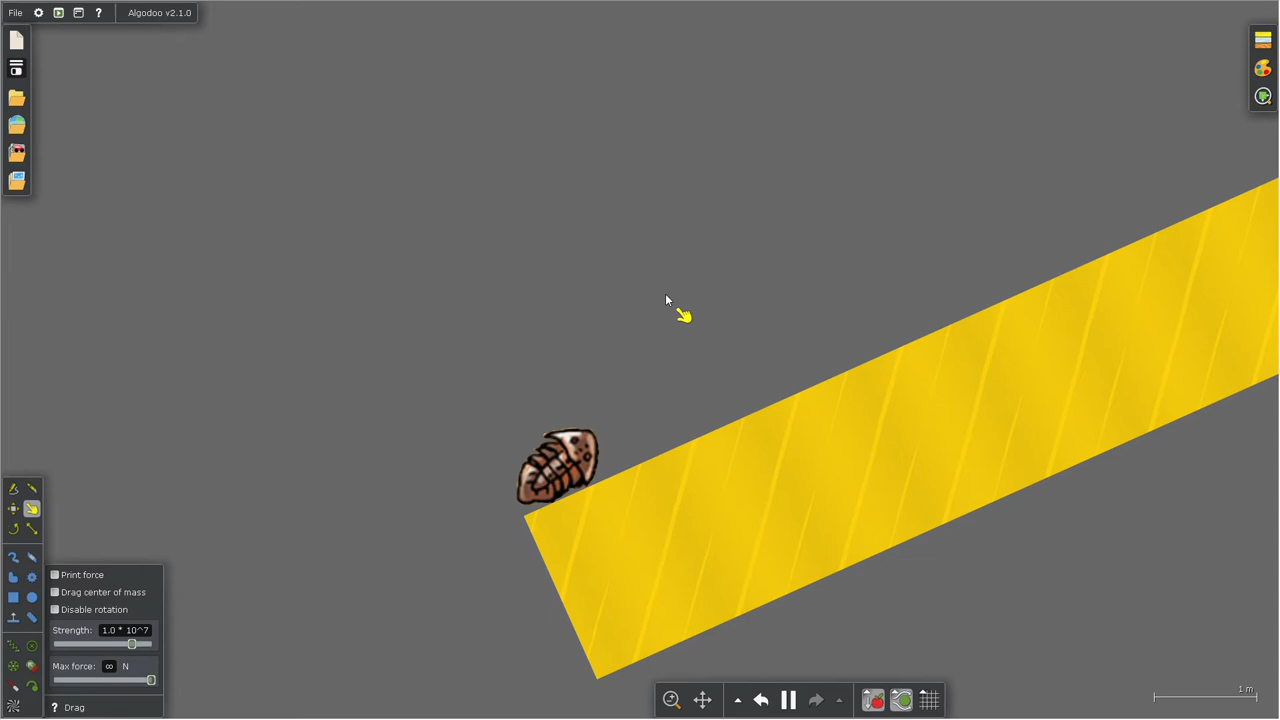 File ? Algodoo v2.1.0
Print force
Drag center of mass
Disable rotation
Strength: 1.0 * 10^7
Max force: ∞ N
? Drag
1 m